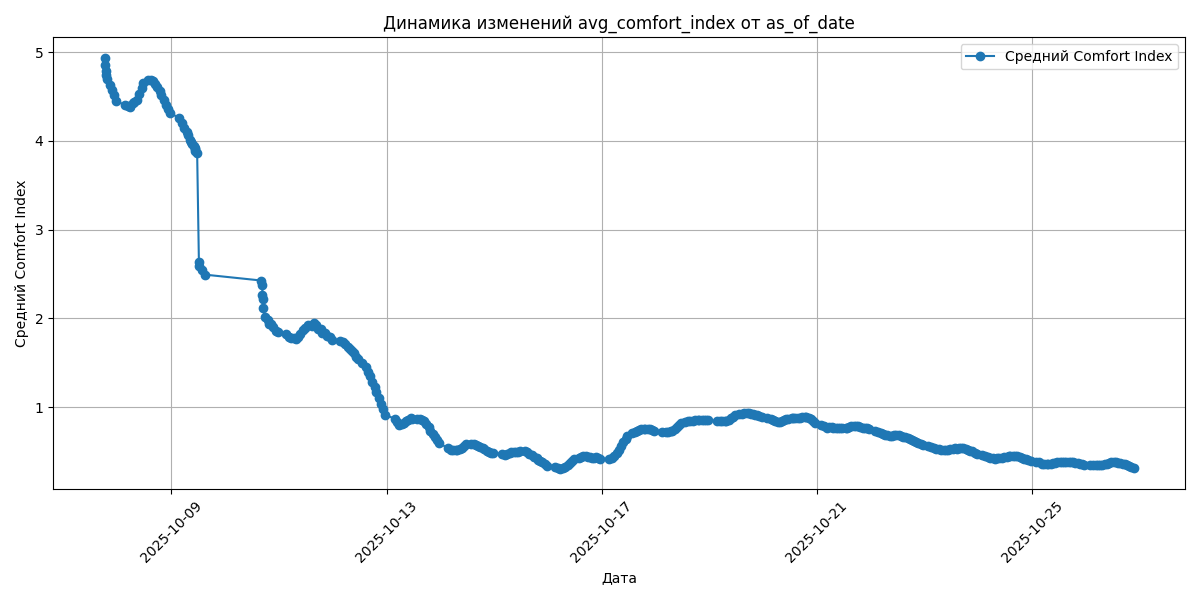 Динамика изменений avg_comfort_index от as_of_date
Средний Comfort Index
5
4
3
2
1
Средний Comfort Index
2025-10-09
2025-10-13
2025-10-17
2025-10-21
2025-10-25
Дата